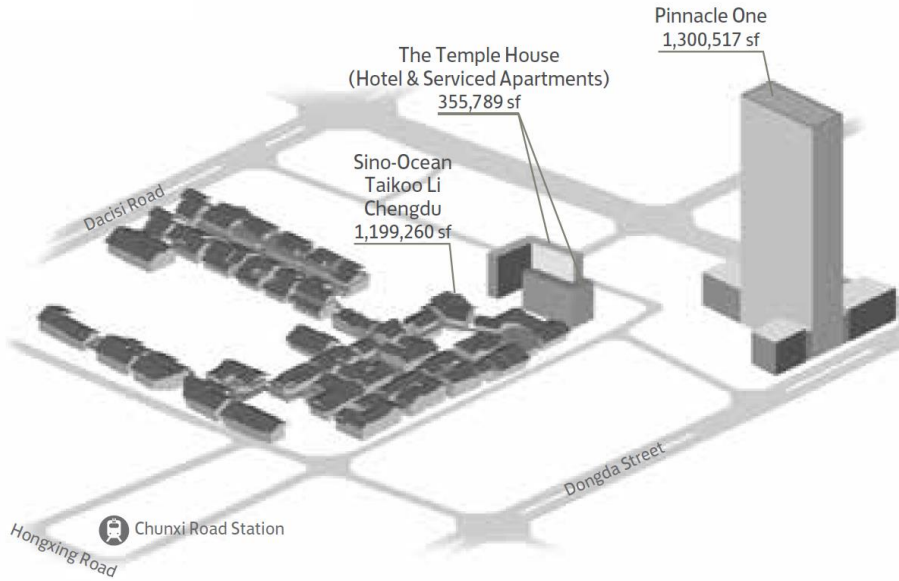 Pinnacle One
1,300,517 sf
The Temple House
(Hotel & Serviced Apartments)
355,789 sf
Sino-Ocean
Taikoo Li
Chengdu
1,199,260 sf
Dacisi Road
Dongda Street
Chunxi Road Station
Hongxing Road